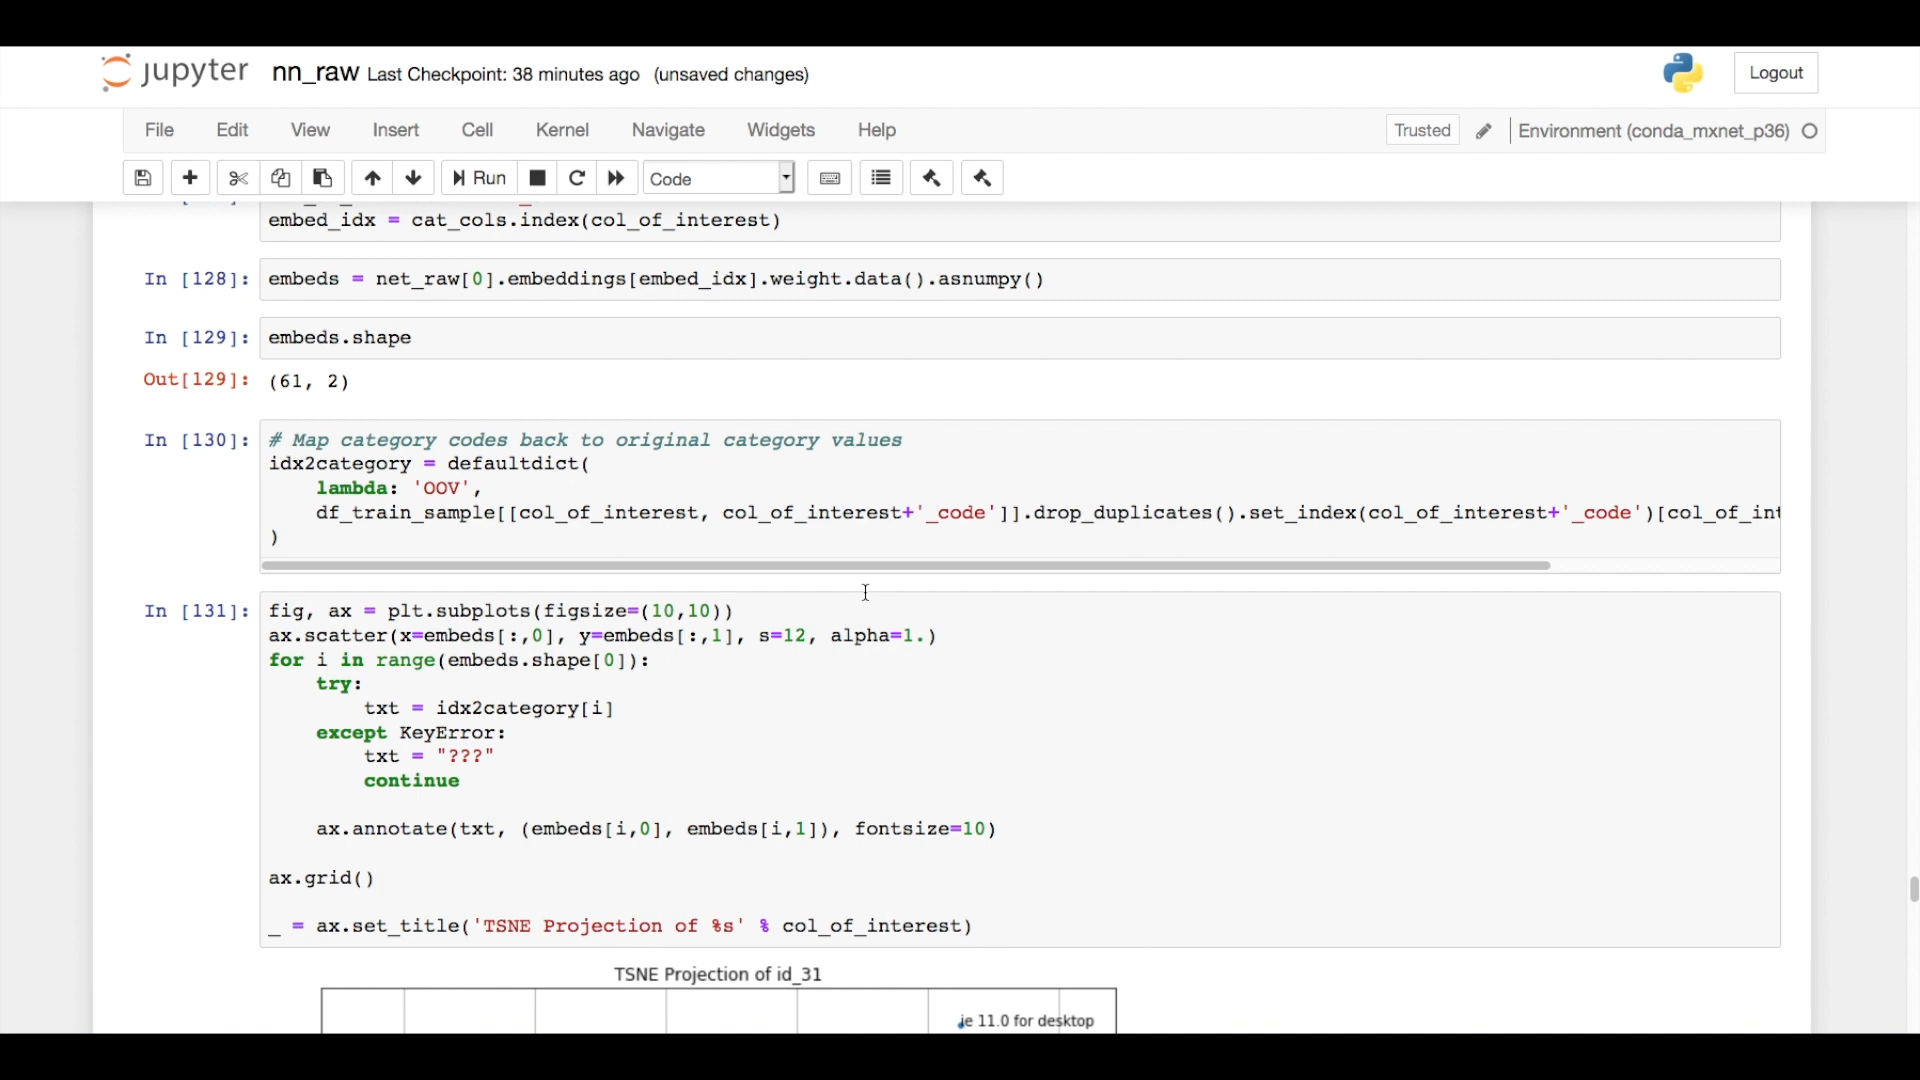 jupyter nn_raw Last Checkpoint: 38 minutes ago (unsaved changes) Logout
File Edit View Insert Cell Kernel Navigate Widgets Help Trusted Environment (conda_mxnet_p36)
Run Code
embed_idx = cat_cols.index(col_of_interest)
In [128]: embeds = net_raw[0].embeddings[embed_idx].weight.data().asnumpy()
In [129]: embeds.shape
Out[129]: (61, 2)
In [130]: # Map category codes back to original category values
idx2category = defaultdict(
    lambda: 'OOV',
    df_train_sample[[col_of_interest, col_of_interest+'_code']].drop_duplicates().set_index(col_of_interest+'_code')[col_of_int
)
In [131]: fig, ax = plt.subplots(figsize=(10,10))
ax.scatter(x=embeds[:,0], y=embeds[:,1], s=12, alpha=1.)
for i in range(embeds.shape[0]):
    try:
        txt = idx2category[i]
    except KeyError:
        txt = "???"
        continue
    ax.annotate(txt, (embeds[i,0], embeds[i,1]), fontsize=10)
ax.grid()
_ = ax.set_title('TSNE Projection of %s' % col_of_interest)
TSNE Projection of id_31
ie 11.0 for desktop